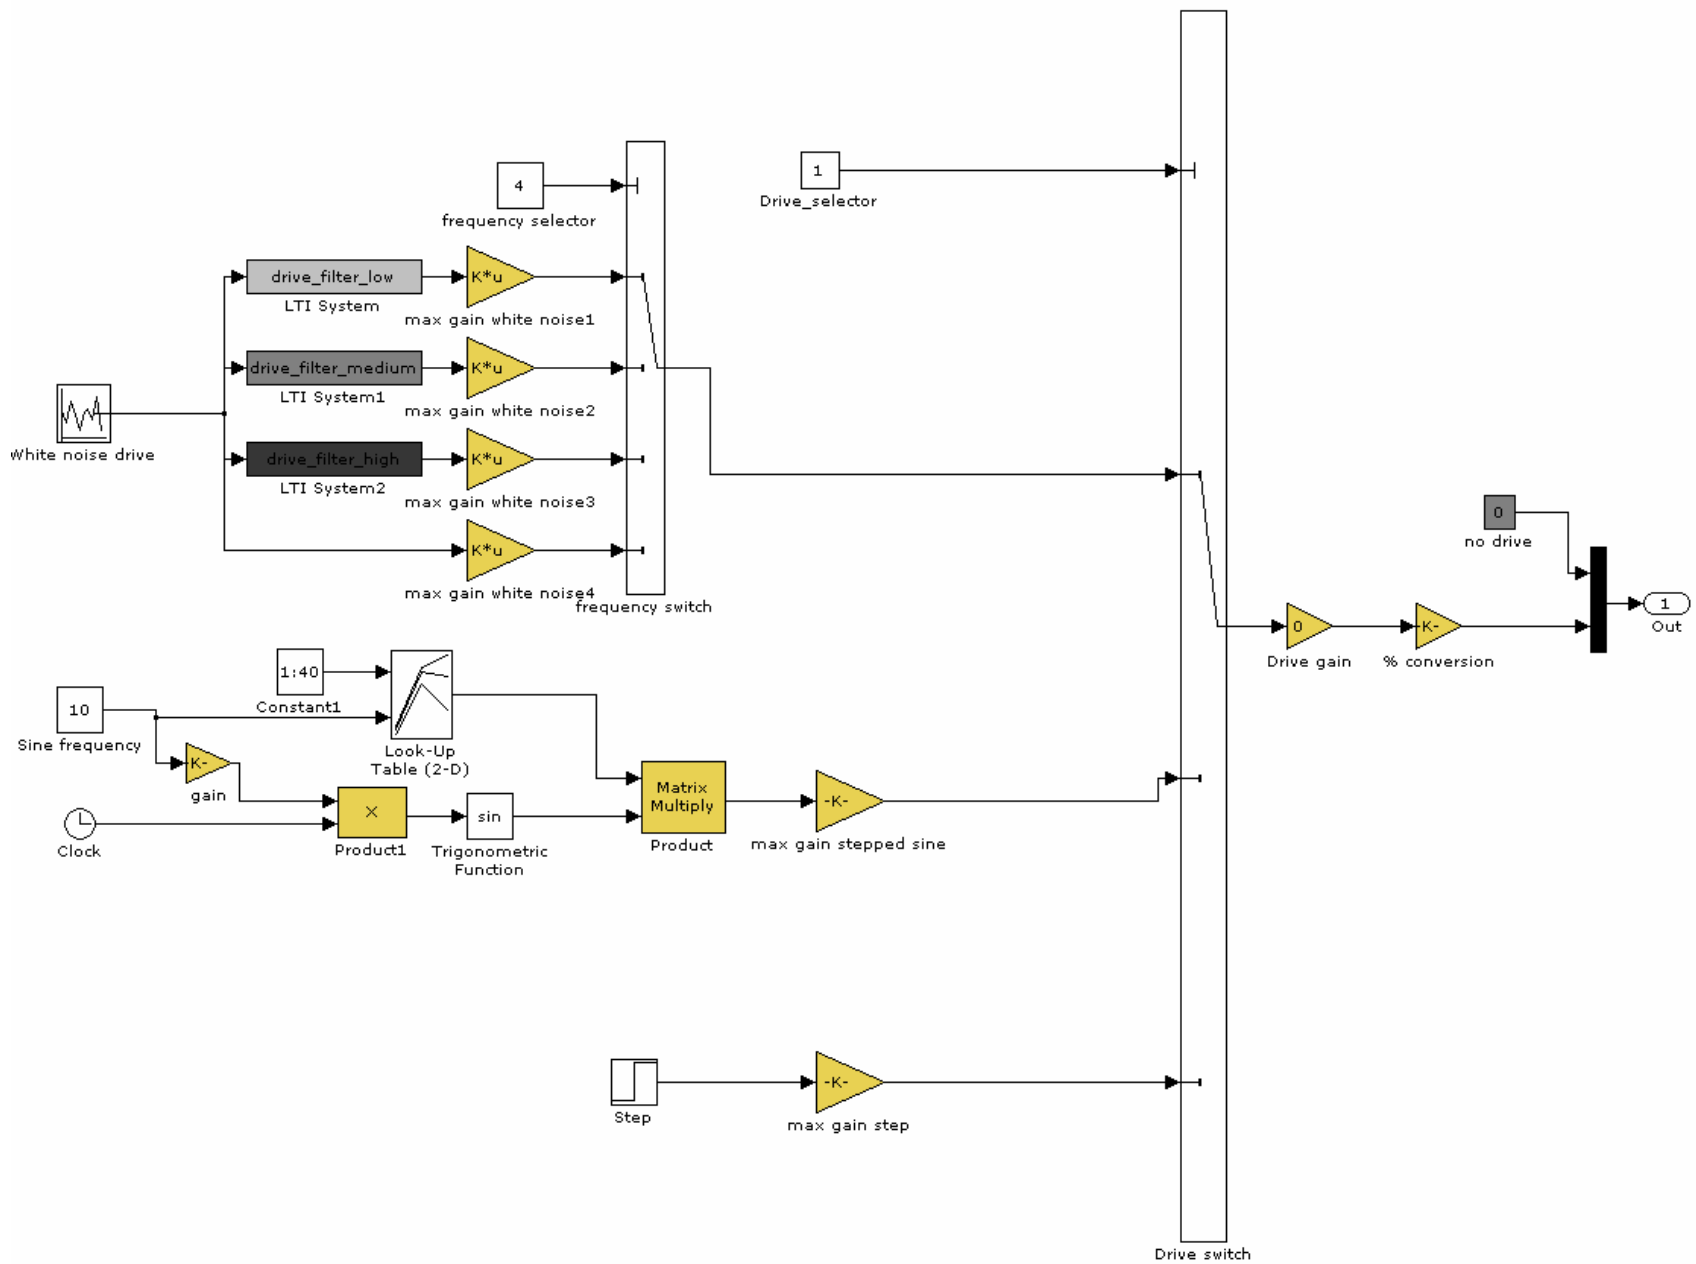 4
frequency selector
1
Drive_selector
drive_filter_low
LTI System
K*u
max gain white noise1
drive_filter_medium
LTI System1
K*u
max gain white noise2
White noise drive
drive_filter_high
LTI System2
K*u
max gain white noise3
K*u
max gain white noise4
frequency switch
0
no drive
1
Out
0
Drive gain
K-
% conversion
1:40
Constant1
10
Sine frequency
Look-Up
Table (2-D)
K-
gain
Clock
X
Product1
sin
Trigonometric
Function
Matrix
Multiply
Product
-K-
max gain stepped sine
Step
-K-
max gain step
Drive switch